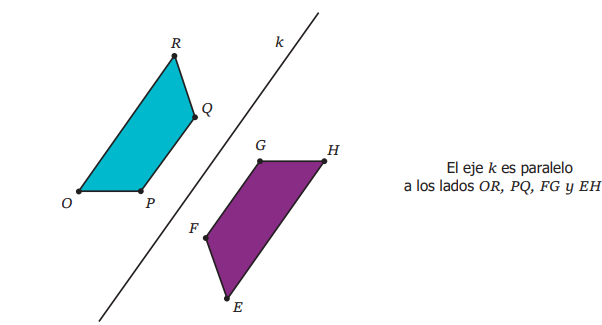 k
R
Q
G
H
El eje k es paralelo
a los lados OR, PQ, FG y EH
O
P
F
E